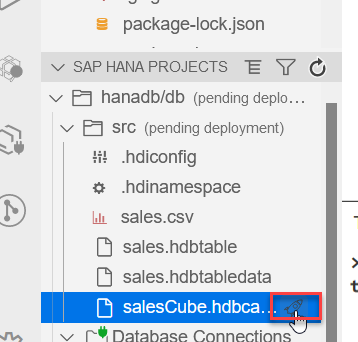 package-lock.json
SAP HANA PROJECTS
hanadb/db (pending deplo...
src (pending deployment)
.hdiconfig
.hdinamespace
sales.csv
sales.hdbtable
sales.hdbtabledata
salesCube.hdbca...
Database Connections